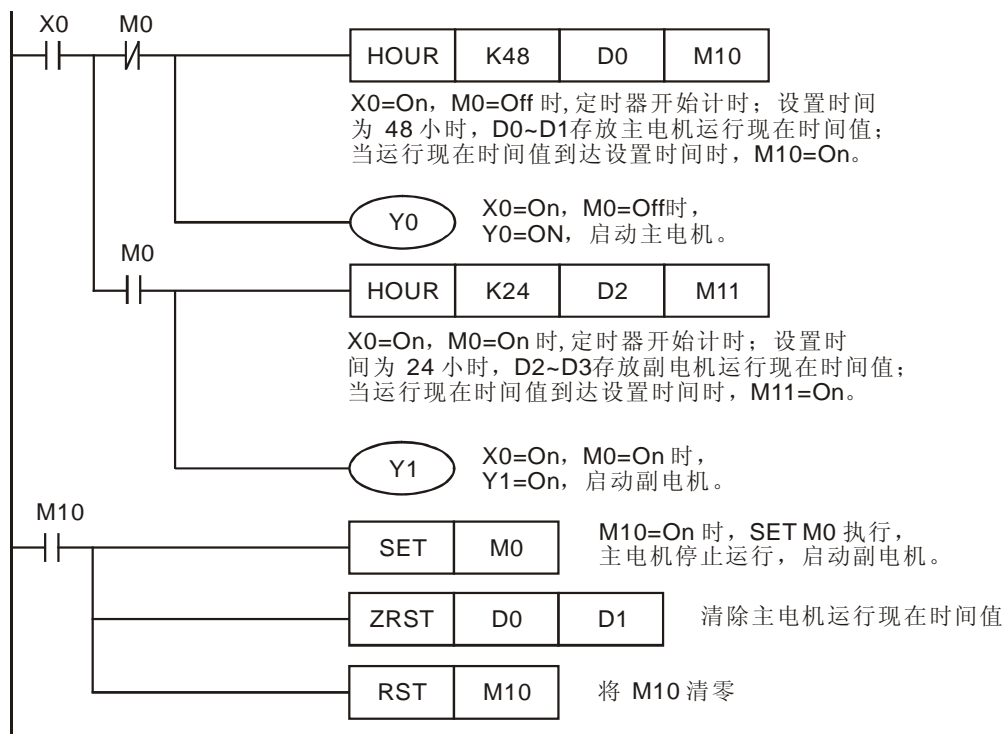 X0 M0
HOUR K48 D0 M10
X0=On，M0=Off 时,定时器开始计时；设置时间
为 48 小时，D0~D1存放主电机运行现在时间值；
当运行现在时间值到达设置时间时，M10=On。
Y0
X0=On，M0=Off时，
Y0=ON，启动主电机。
M0
HOUR K24 D2 M11
X0=On，M0=On 时,定时器开始计时；设置时
间为 24 小时，D2~D3存放副电机运行现在时间值；
当运行现在时间值到达设置时间时，M11=On。
Y1
X0=On，M0=On 时，
Y1=On，启动副电机。
M10
SET M0
M10=On 时，SET M0 执行，
主电机停止运行，启动副电机。
ZRST D0 D1
清除主电机运行现在时间值
RST M10
将 M10 清零